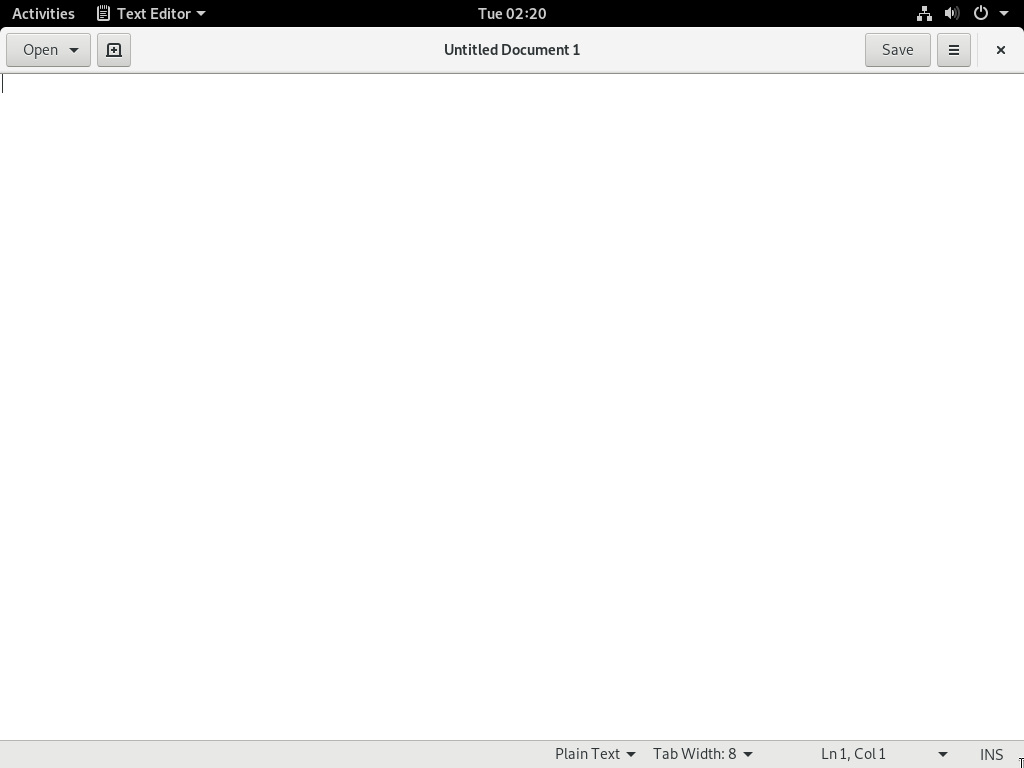 Activities Text Editor Tue 02:20
Open Untitled Document 1 Save
Plain Text Tab Width: 8 Ln 1, Col 1 INS